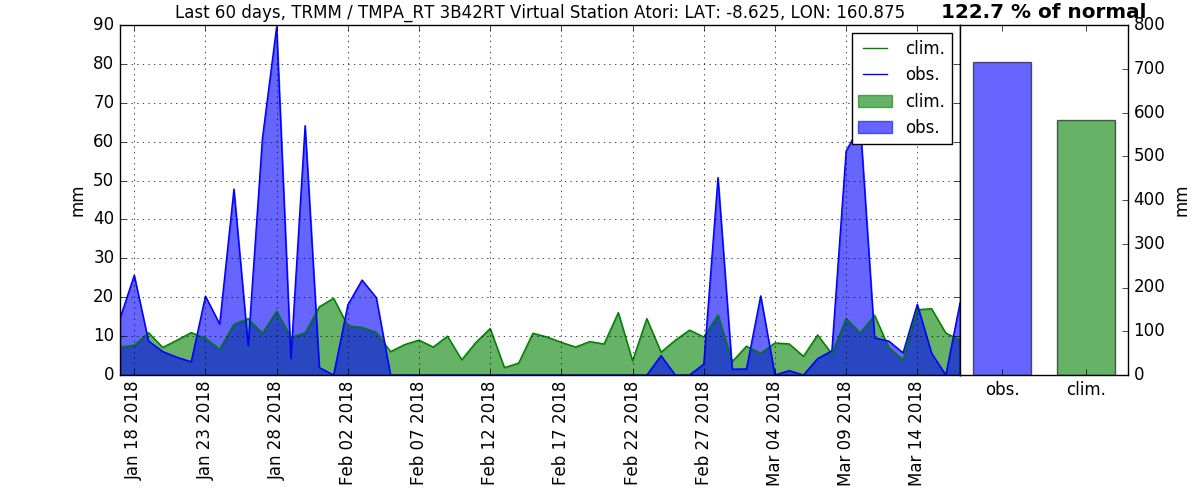 Last 60 days, TRMM / TMPA_RT 3B42RT Virtual Station Atori: LAT: -8.625, LON: 160.875
122.7 % of normal
90
80
70
60
50
40
30
20
10
0
mm
clim.
obs.
clim.
obs.
800
700
600
500
400
300
200
100
0
mm
obs.
clim.
Jan 18 2018
Jan 23 2018
Jan 28 2018
Feb 02 2018
Feb 07 2018
Feb 12 2018
Feb 17 2018
Feb 22 2018
Feb 27 2018
Mar 04 2018
Mar 09 2018
Mar 14 2018